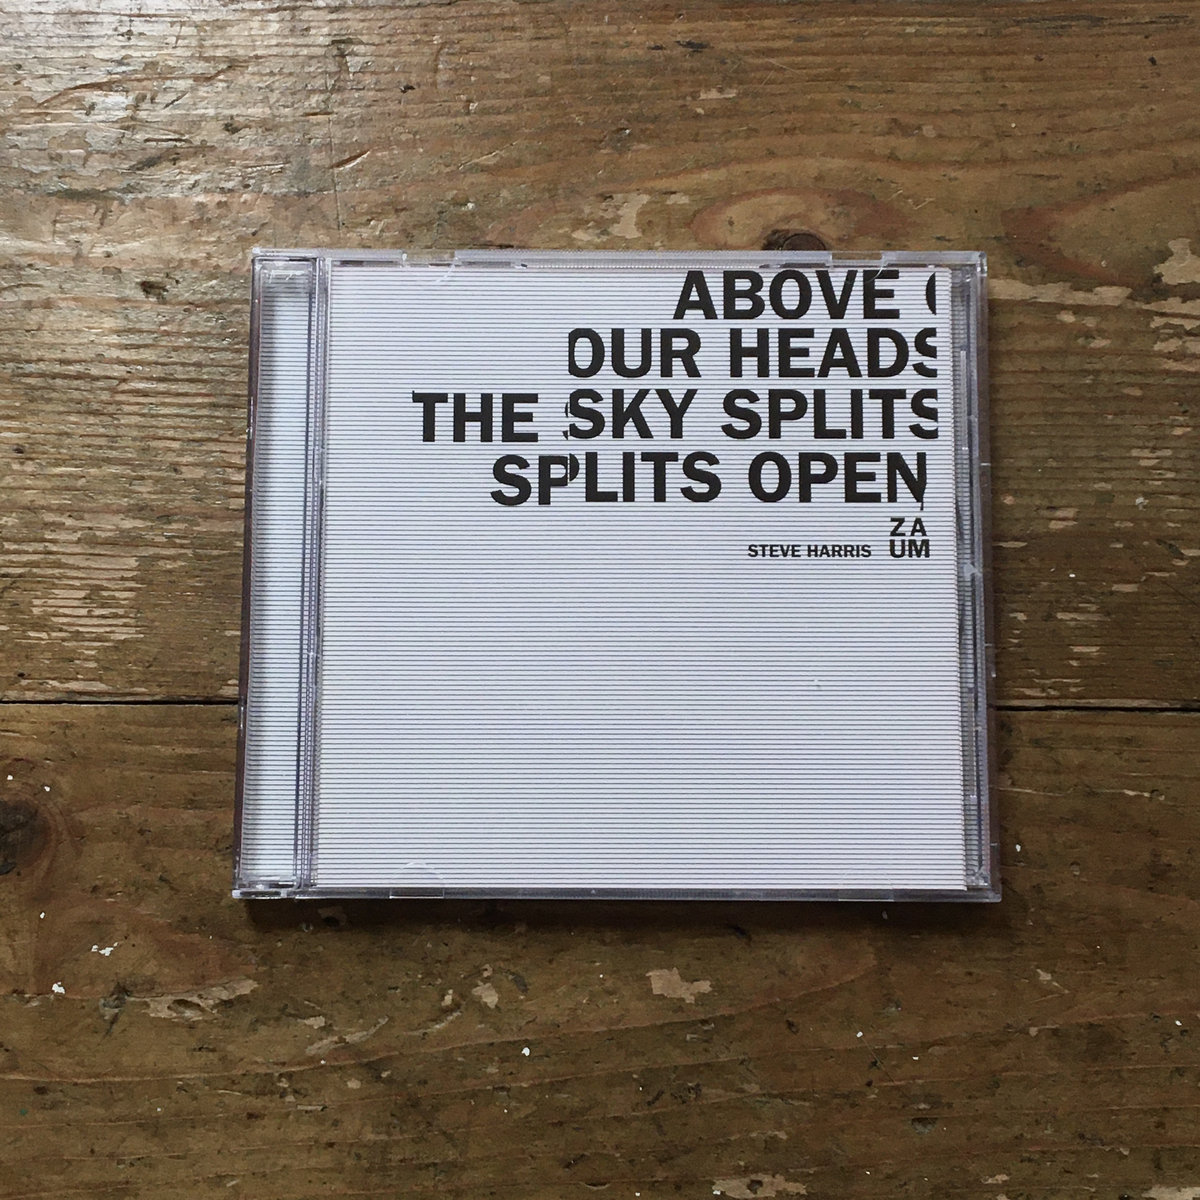 ABOVE O
OUR HEADS
THE SKY SPLITS
SPLITS OPEN
STEVE HARRIS ZA
UM